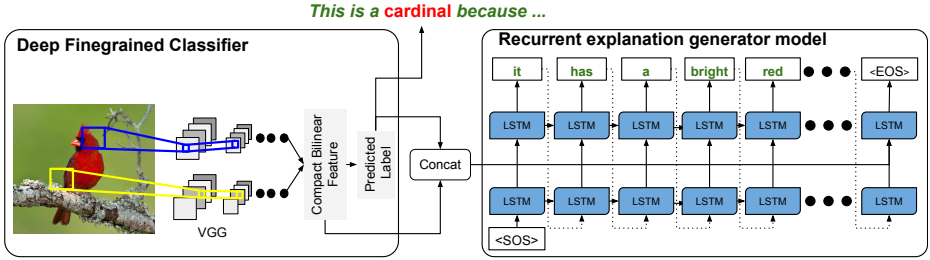 This is a cardinal because ...
Deep Finegrained Classifier
VGG
Compact Bilinear
Feature
Predicted
Label
Concat
Recurrent explanation generator model
it has a bright red <EOS>
LSTM LSTM LSTM LSTM LSTM LSTM
LSTM LSTM LSTM LSTM LSTM LSTM
<SOS>